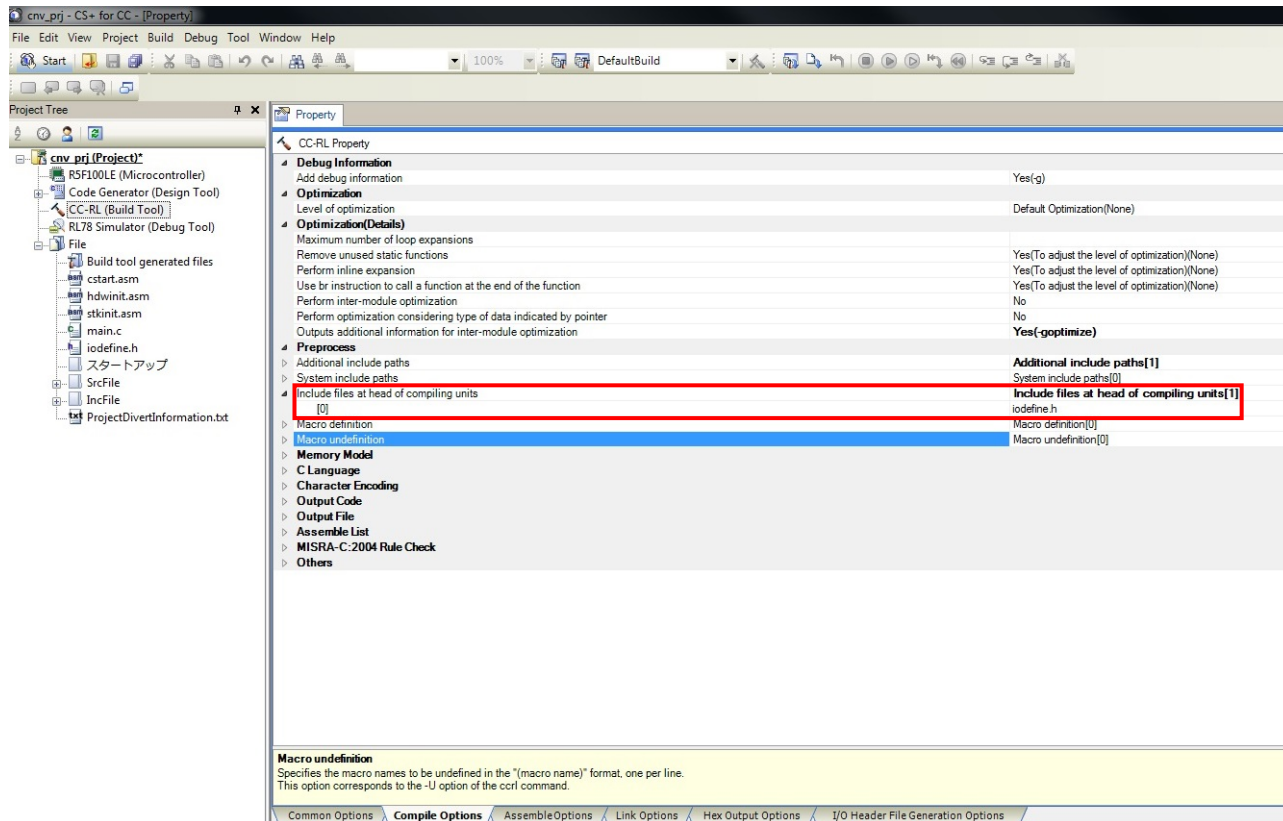 cnv_prj - CS+ for CC - [Property]
File Edit View Project Build Debug Tool Window Help
Start 100% DefaultBuild
Project Tree
Property
cnv_prj (Project)*
R5F100LE (Microcontroller)
Code Generator (Design Tool)
CC-RL (Build Tool)
RL78 Simulator (Debug Tool)
File
Build tool generated files
cstart.asm
hdwinit.asm
stkinit.asm
main.c
iodefine.h
スタートアップ
SrcFile
IncFile
ProjectDivertInformation.txt
CC-RL Property
Debug Information
Add debug information Yes(-g)
Optimization
Level of optimization Default Optimization(None)
Optimization(Details)
Maximum number of loop expansions
Remove unused static functions Yes(To adjust the level of optimization)(None)
Perform inline expansion Yes(To adjust the level of optimization)(None)
Use br instruction to call a function at the end of the function Yes(To adjust the level of optimization)(None)
Perform inter-module optimization No
Perform optimization considering type of data indicated by pointer No
Outputs additional information for inter-module optimization Yes(-goptimize)
Preprocess
Additional include paths Additional include paths[1]
System include paths System include paths[0]
Include files at head of compiling units Include files at head of compiling units[1]
[0] iodefine.h
Macro definition Macro definition[0]
Macro undefinition Macro undefinition[0]
Memory Model
C Language
Character Encoding
Output Code
Output File
Assemble List
MISRA-C:2004 Rule Check
Others
Macro undefinition
Specifies the macro names to be undefined in the "(macro name)" format, one per line.
This option corresponds to the -U option of the ccrl command.
Common Options Compile Options AssembleOptions Link Options Hex Output Options I/O Header File Generation Options